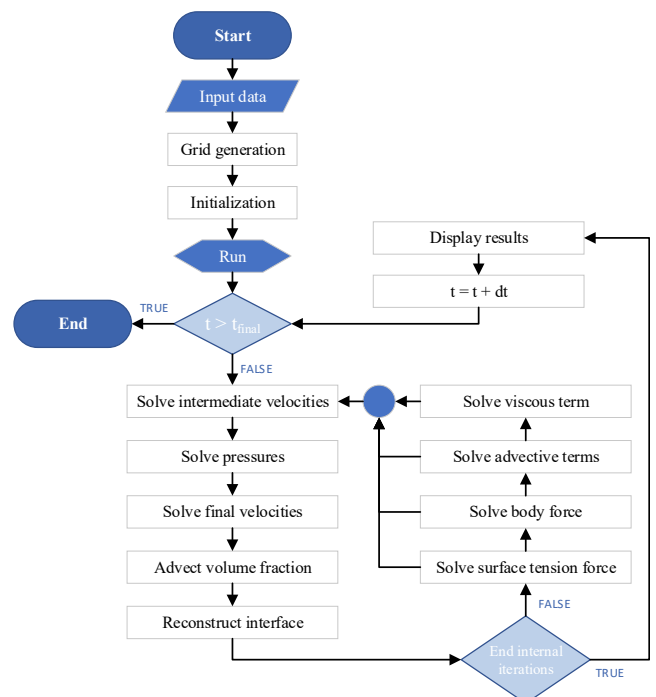 Start
Input data
Grid generation
Initialization
Run
Display results
t = t + dt
TRUE
End
t > t_final
FALSE
Solve intermediate velocities
Solve viscous term
Solve pressures
Solve advective terms
Solve final velocities
Solve body force
Advect volume fraction
Solve surface tension force
FALSE
Reconstruct interface
End internal
iterations
TRUE